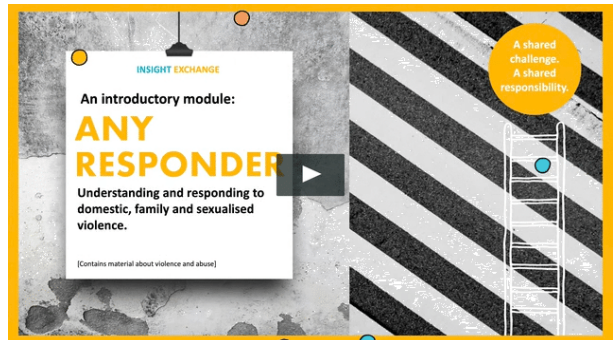 INSIGHT EXCHANGE
An introductory module:
ANY
RESPONDER
Understanding and responding to
domestic, family and sexualised
violence.
[Contains material about violence and abuse]
A shared
challenge.
A shared
responsibility.